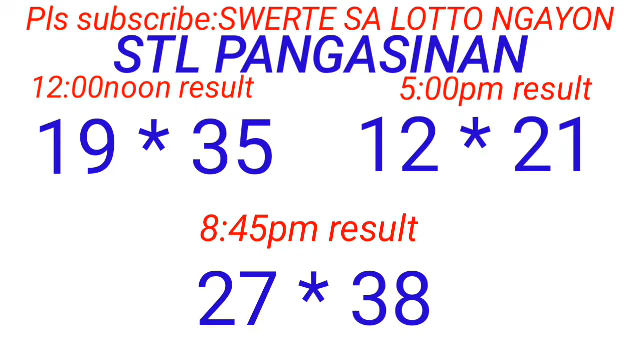 Pls subscribe:SWERTE SA LOTTO NGAYON
STL PANGASINAN
12:00noon result
19 * 35
5:00pm result
12 * 21
8:45pm result
27 * 38